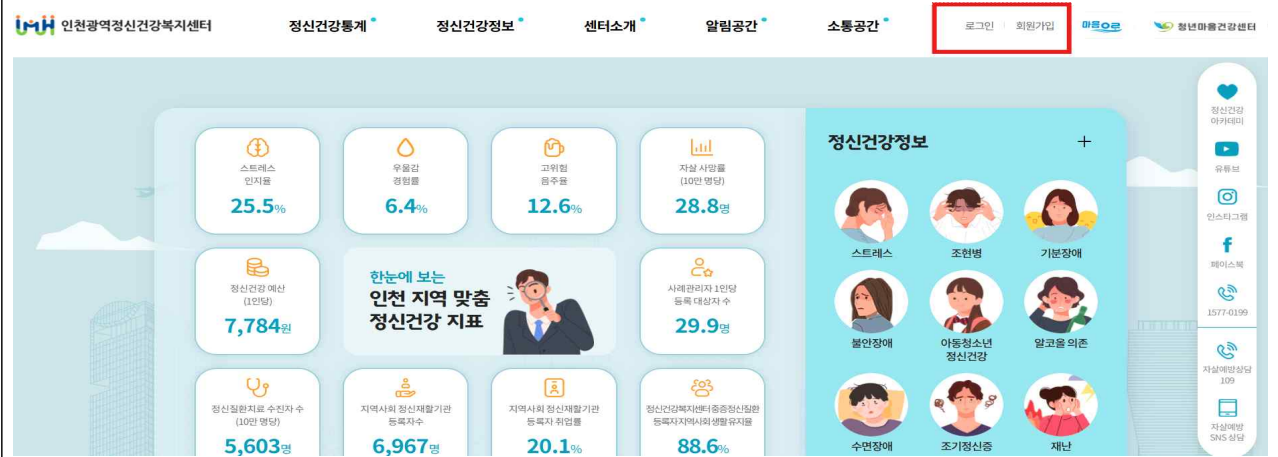 iMH 인천광역정신건강복지센터
정신건강통계
정신건강정보
센터소개
알림공간
소통공간
로그인
회원가입
마음으로
청년마음건강센터
스트레스
인지율
25.5%
우울감
경험률
6.4%
고위험
음주율
12.6%
자살 사망률
(10만 명당)
28.8명
정신건강 예산
(1인당)
7,784원
한눈에 보는
인천 지역 맞춤
정신건강 지표
사례관리자 1인당
등록 대상자 수
29.9명
정신질환치료 수진자 수
(10만 명당)
5,603명
지역사회 정신재활기관
등록자수
6,967명
지역사회 정신재활기관
등록자 취업률
20.1%
정신건강복지센터 중증정신질환
등록자 지역사회 생활 유지율
88.6%
정신건강정보
+
스트레스
조현병
기분장애
불안장애
아동청소년
정신건강
알코올 의존
수면장애
조기정신증
재난
정신건강
아카데미
유튜브
인스타그램
페이스북
1577-0199
자살예방상담
109
자살예방
SNS 상담